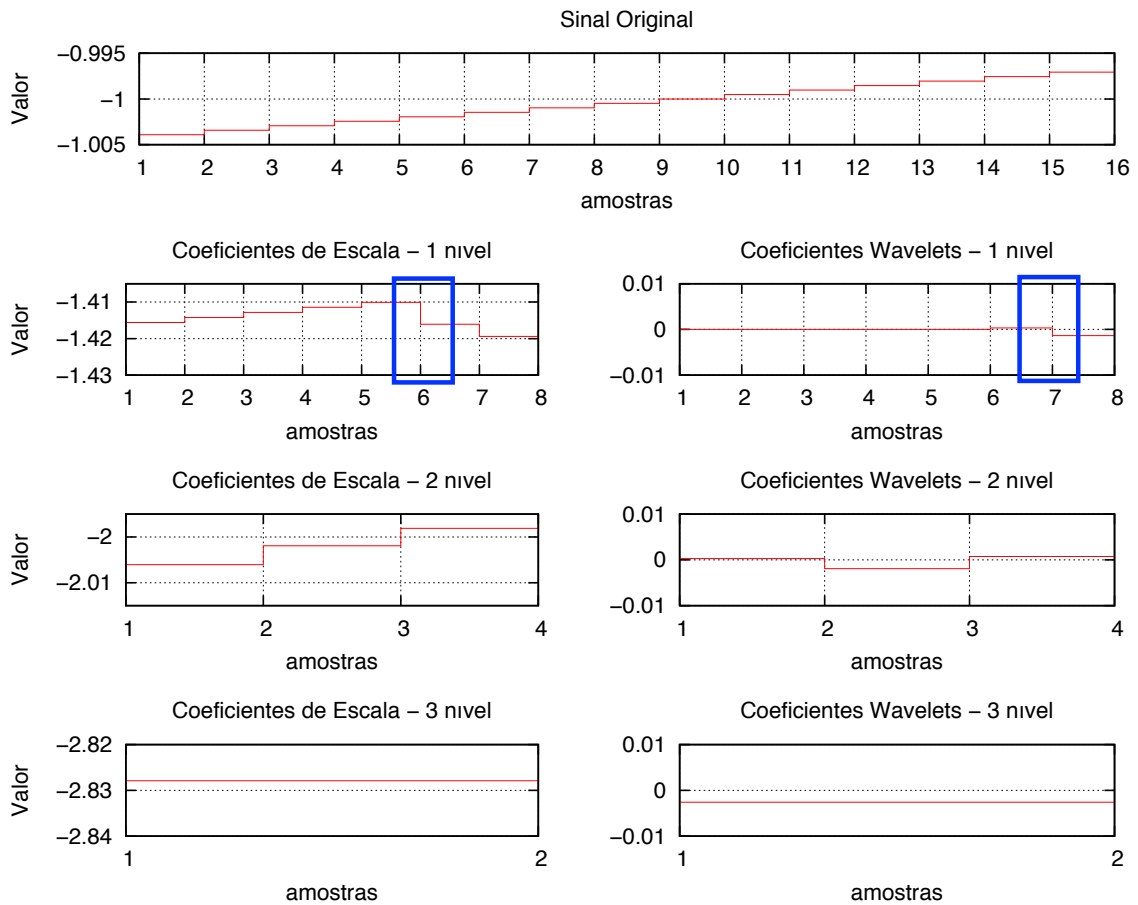 Sinal Original
Valor
−0.995
−1
−1.005
1 2 3 4 5 6 7 8 9 10 11 12 13 14 15 16
amostras
Coeficientes de Escala − 1 nıvel
Valor
−1.41
−1.42
−1.43
1 2 3 4 5 6 7 8
amostras
Coeficientes Wavelets − 1 nıvel
0.01
0
−0.01
1 2 3 4 5 6 7 8
amostras
Coeficientes de Escala − 2 nıvel
Valor
−2
−2.01
1 2 3 4
amostras
Coeficientes Wavelets − 2 nıvel
0.01
0
−0.01
1 2 3 4
amostras
Coeficientes de Escala − 3 nıvel
Valor
−2.82
−2.83
−2.84
1 2
amostras
Coeficientes Wavelets − 3 nıvel
0.01
0
−0.01
1 2
amostras